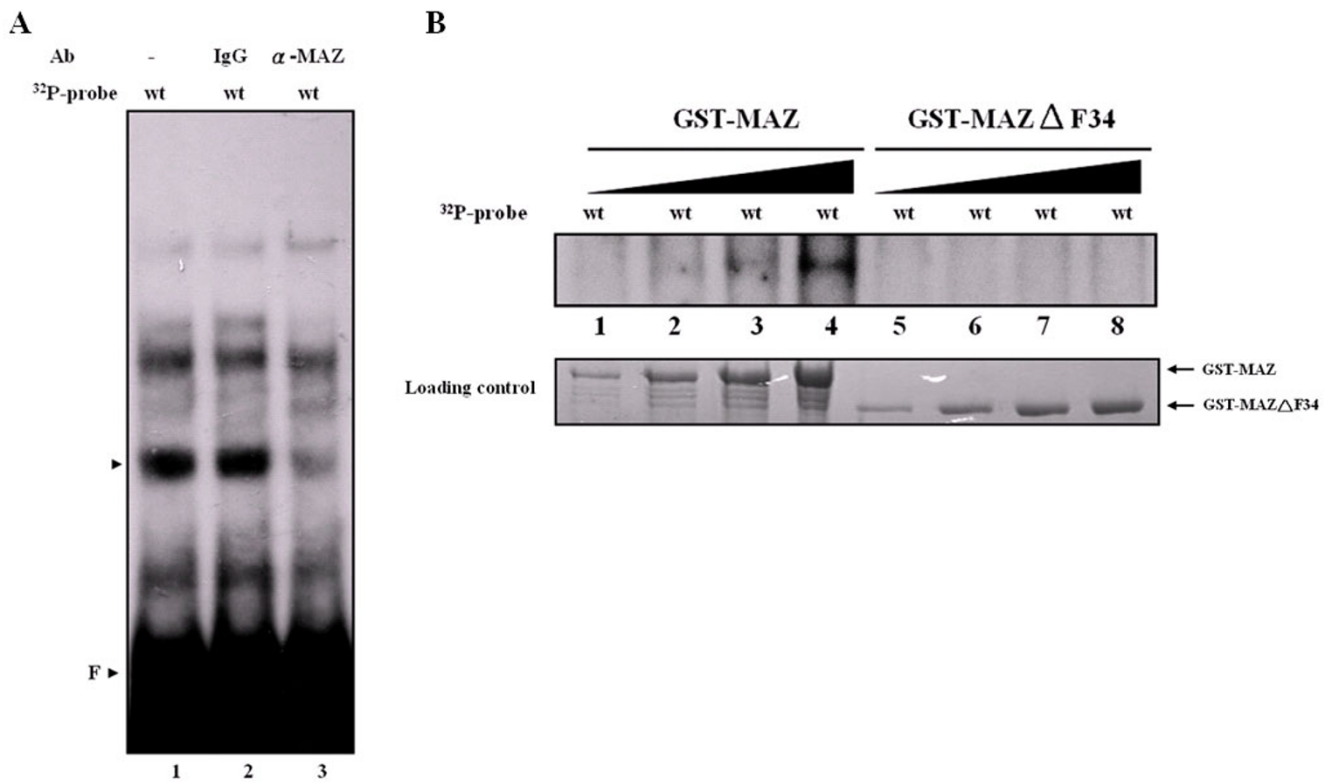 A
Ab - IgG α-MAZ
³²P-probe wt wt wt
F
1 2 3
B
GST-MAZ GST-MAZ△F34
³²P-probe wt wt wt wt wt wt wt wt
1 2 3 4 5 6 7 8
Loading control
GST-MAZ
GST-MAZ△F34